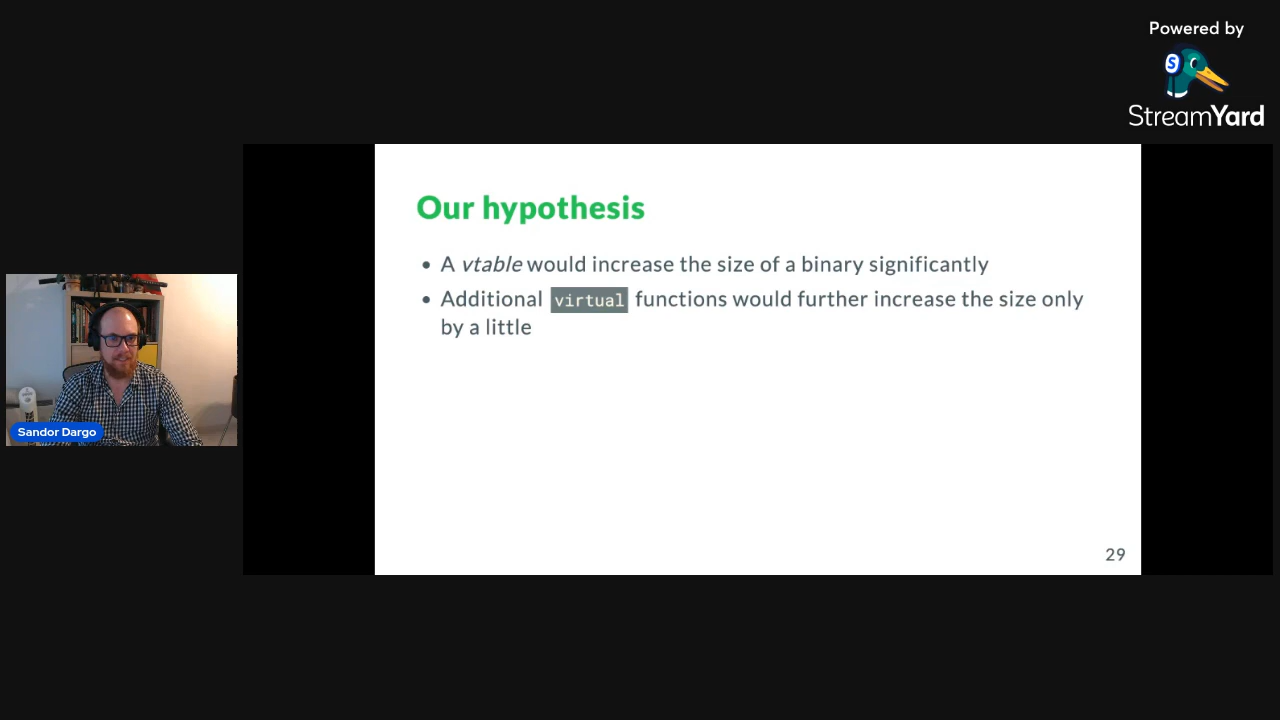 Powered by
S
StreamYard
Our hypothesis
• A vtable would increase the size of a binary significantly
• Additional virtual functions would further increase the size only
by a little
Sandor Dargo
29